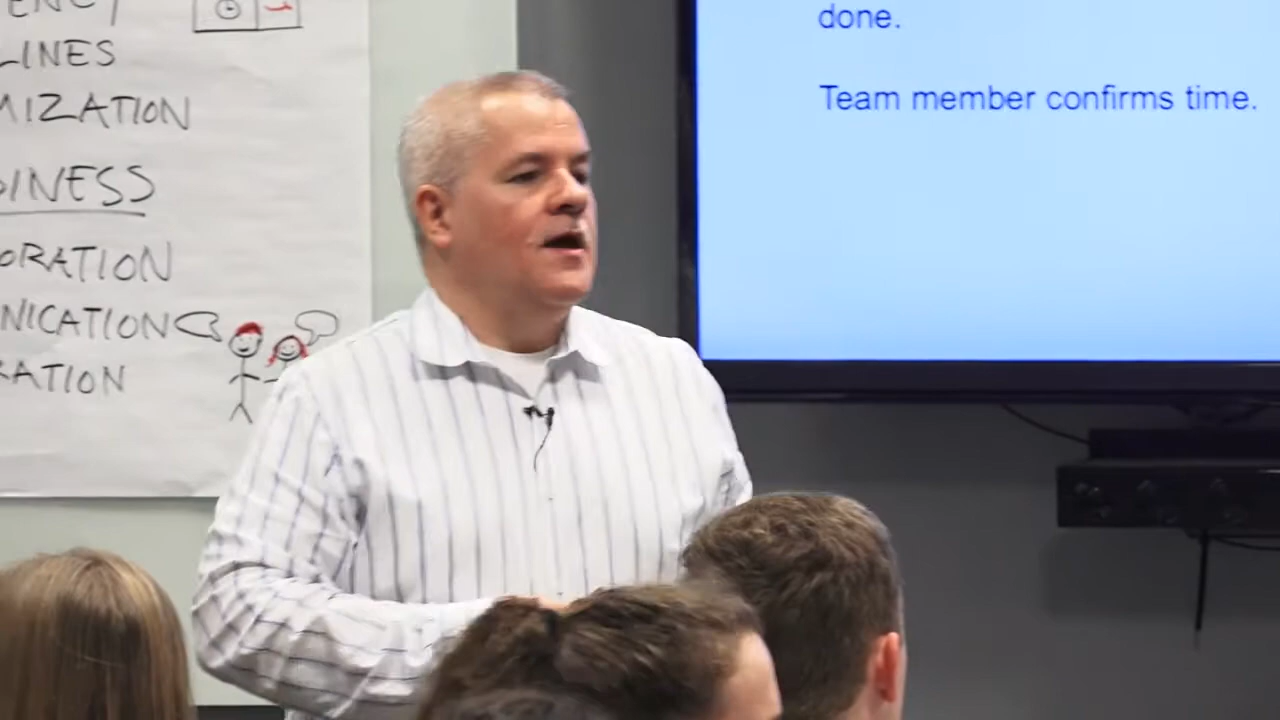 LINES
MIZATION
DINESS
ORATION
NICATION
RATION
done.
Team member confirms time.